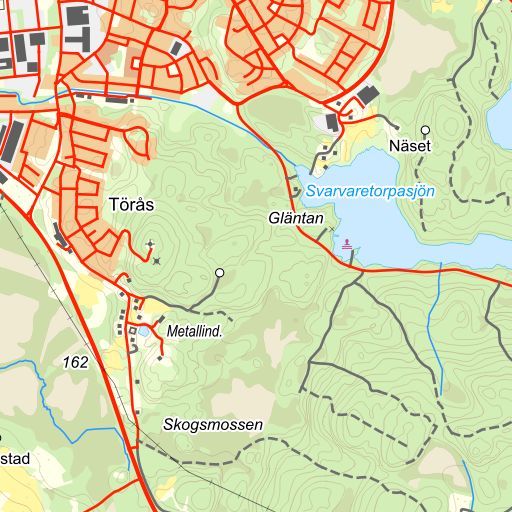 Näset
Svarvaretorpasjön
Törås
Gläntan
Metallind.
162
Skogsmossen
stad